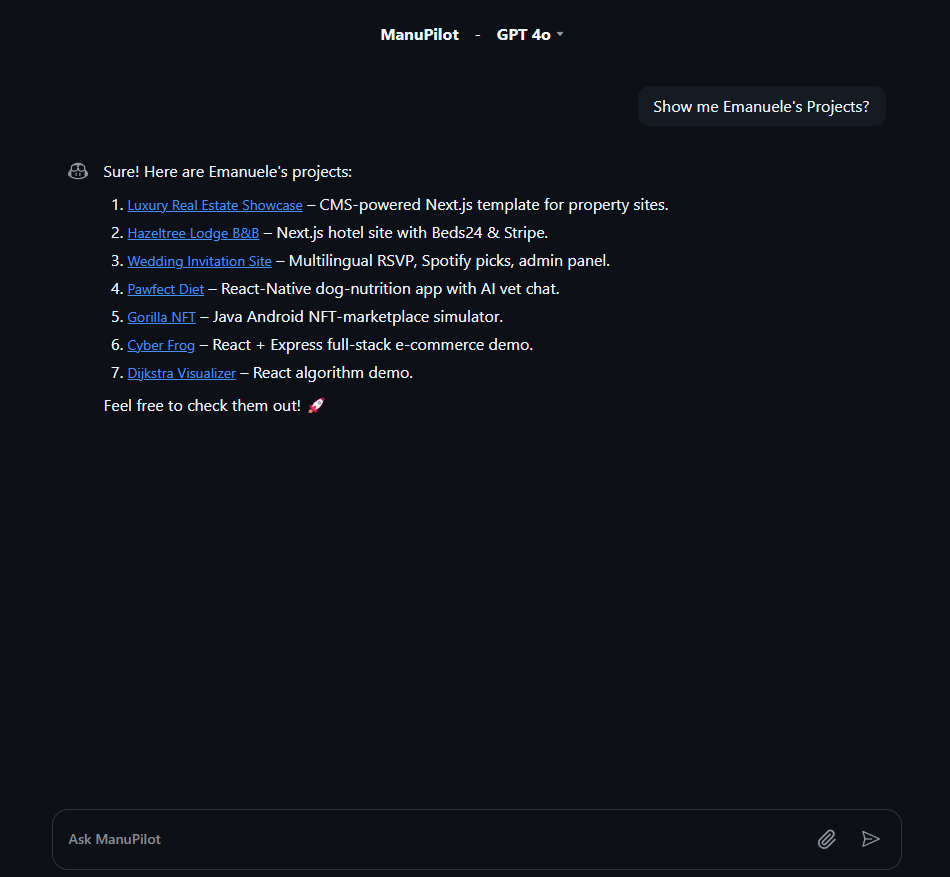 ManuPilot - GPT 4o
Show me Emanuele's Projects?
Sure! Here are Emanuele's projects:
1. Luxury Real Estate Showcase – CMS-powered Next.js template for property sites.
2. Hazeltree Lodge B&B – Next.js hotel site with Beds24 & Stripe.
3. Wedding Invitation Site – Multilingual RSVP, Spotify picks, admin panel.
4. Pawfect Diet – React-Native dog-nutrition app with AI vet chat.
5. Gorilla NFT – Java Android NFT-marketplace simulator.
6. Cyber Frog – React + Express full-stack e-commerce demo.
7. Dijkstra Visualizer – React algorithm demo.
Feel free to check them out! 🚀
Ask ManuPilot